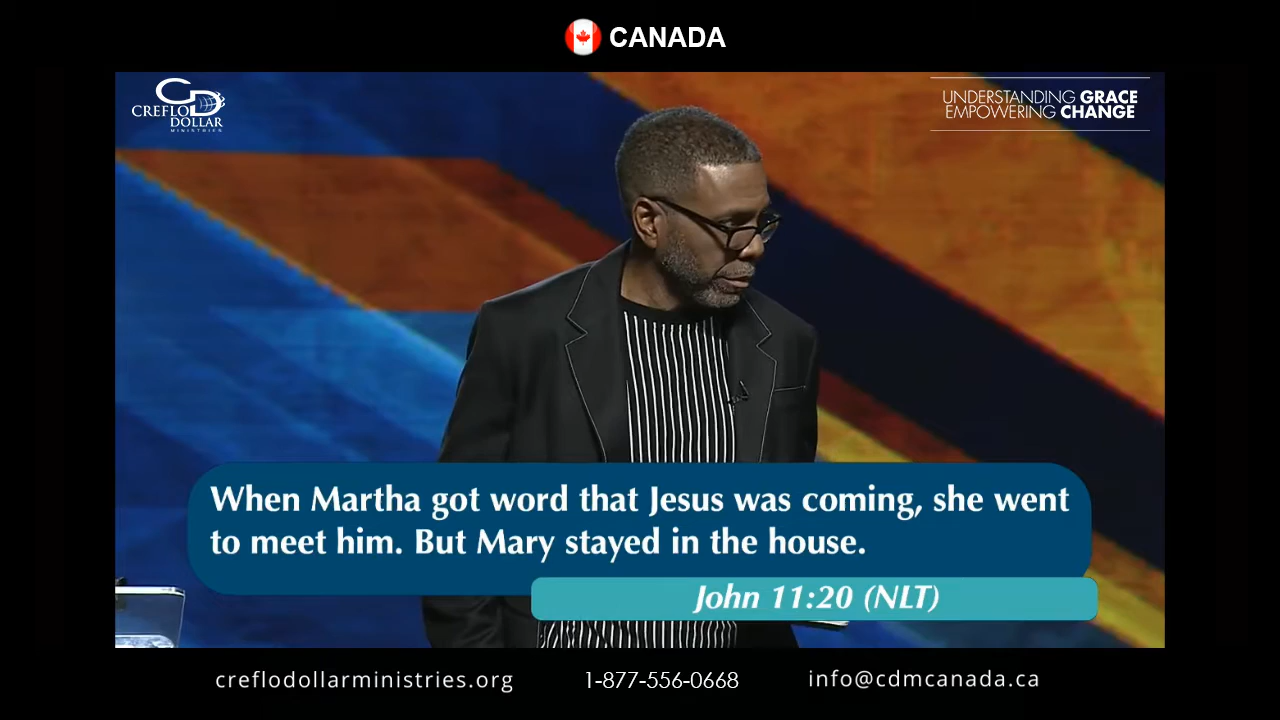 CANADA
CREFLO
DOLLAR
MINISTRIES
UNDERSTANDING GRACE
EMPOWERING CHANGE
When Martha got word that Jesus was coming, she went
to meet him. But Mary stayed in the house.
John 11:20 (NLT)
creflodollarministries.org 1-877-556-0668 info@cdmcanada.ca